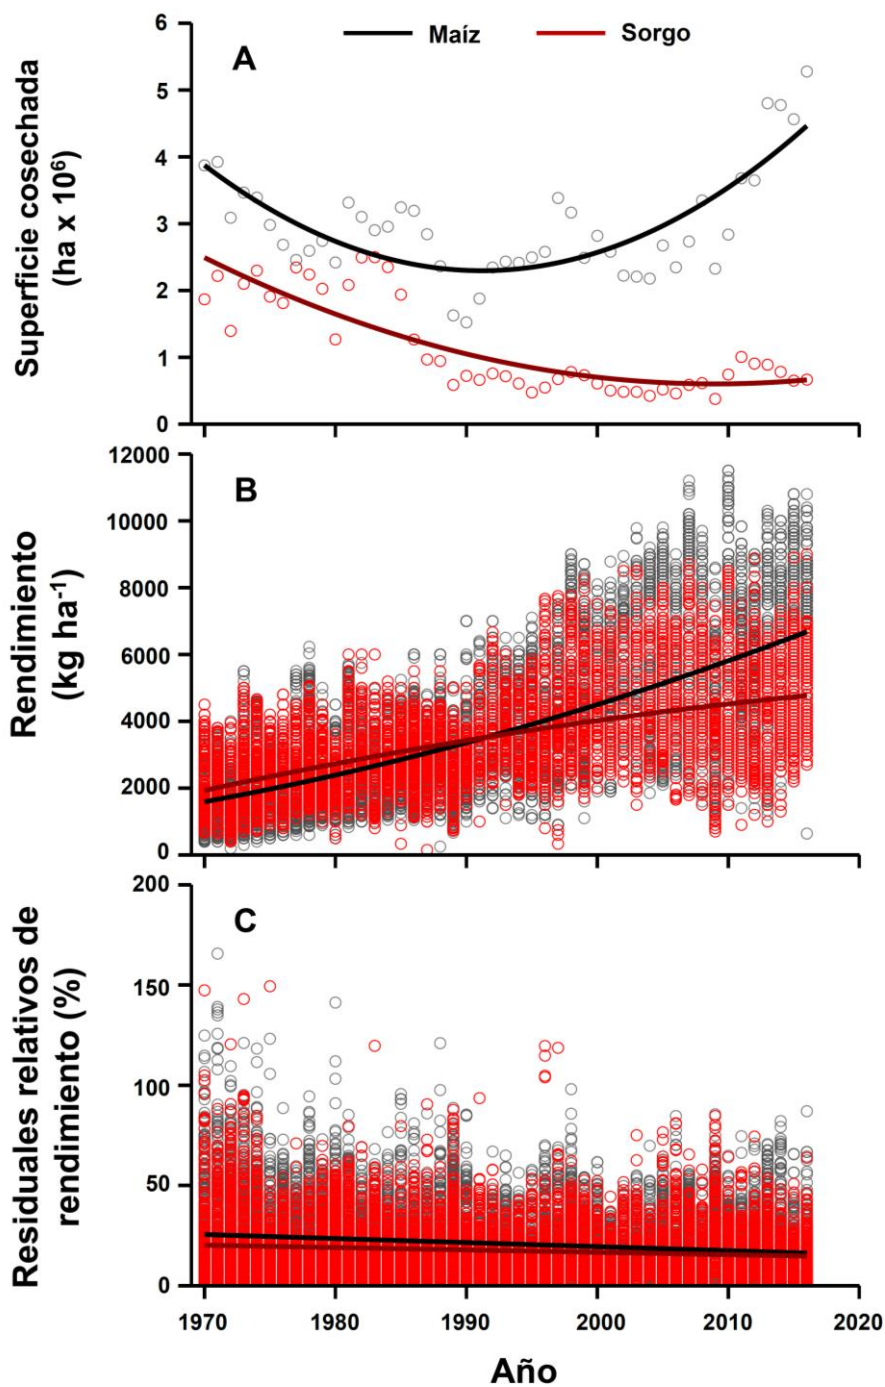 Maíz
Sorgo
A
Superficie cosechada
(ha x 10⁶)
6
5
4
3
2
1
0
B
Rendimiento
(kg ha⁻¹)
12000
10000
8000
6000
4000
2000
0
C
Residuales relativos de
rendimiento (%)
200
150
100
50
0
1970
1980
1990
2000
2010
2020
Año